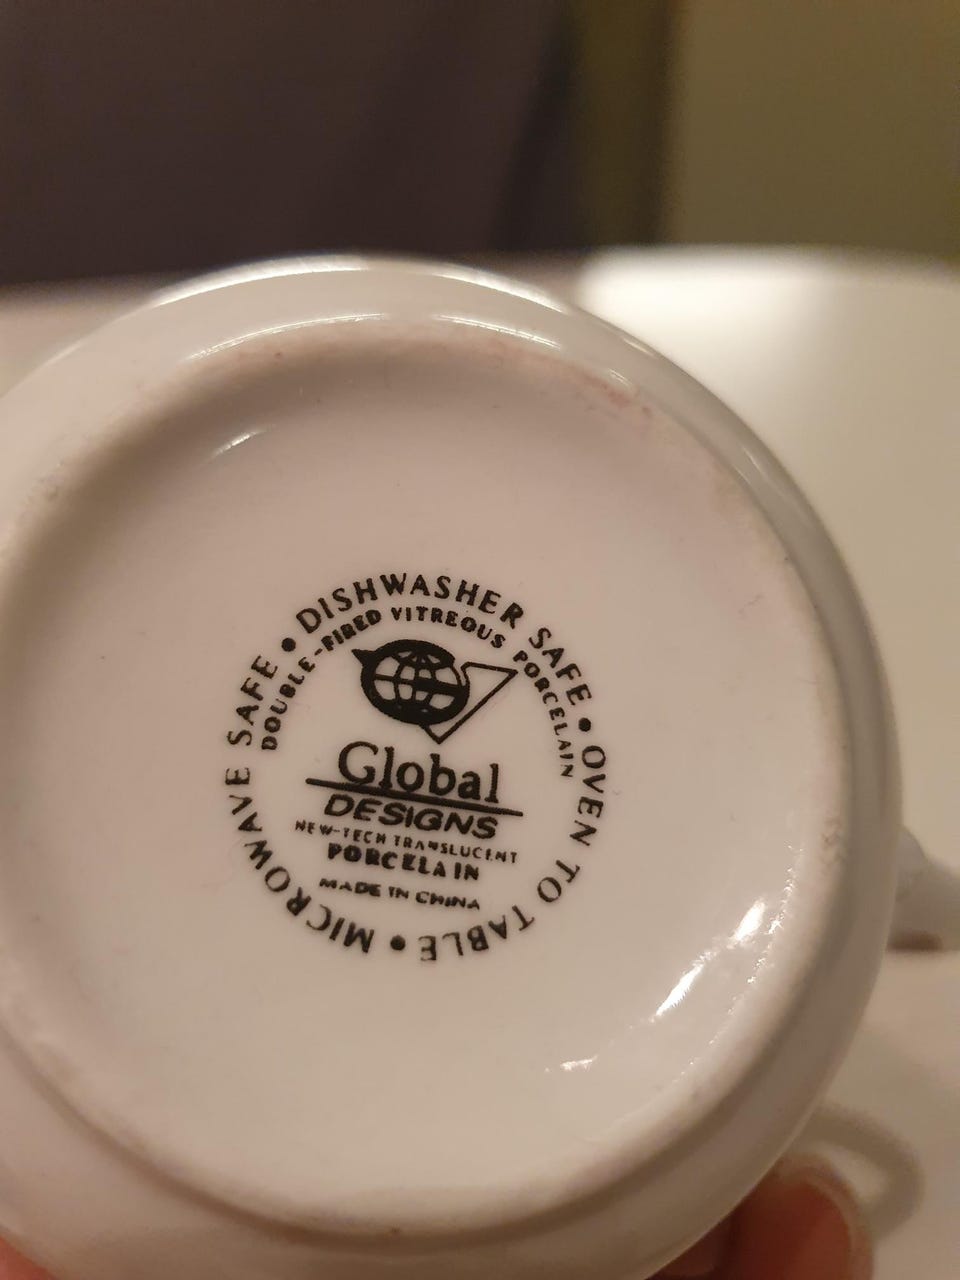 DISHWASHER SAFE • OVEN TO TABLE • MICROWAVE SAFE •
DOUBLE-FIRED VITREOUS PORCELAIN
Global
DESIGNS
NEW-TECH TRANSLUCENT
PORCELAIN
MADE IN CHINA